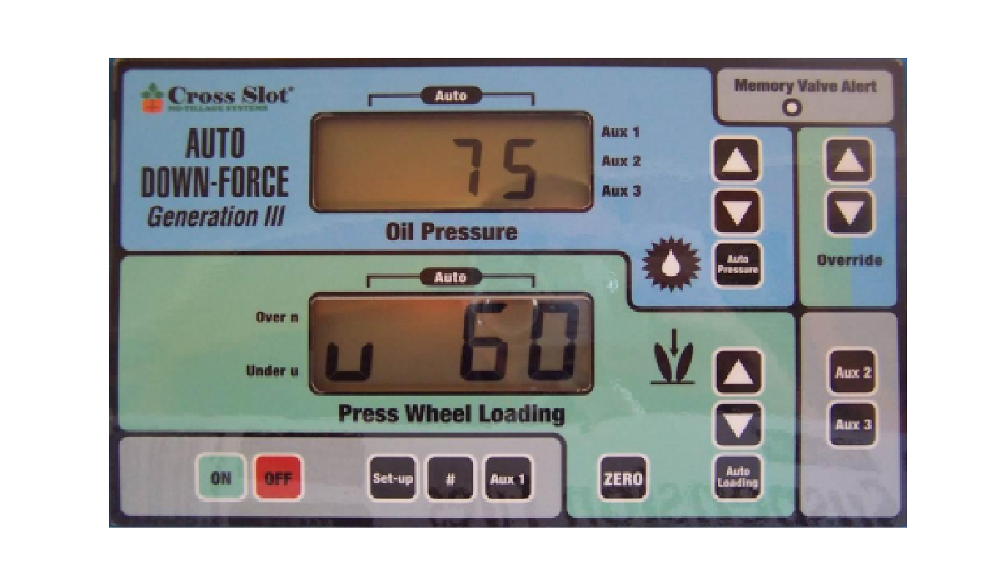 Cross Slot®
NO-TILLAGE SYSTEMS
AUTO
DOWN-FORCE
Generation III
Auto
75
Oil Pressure
Aux 1
Aux 2
Aux 3
Memory Valve Alert
Auto
Pressure
Override
Auto
Over n
Under u
u 60
Press Wheel Loading
Aux 2
Aux 3
ON
OFF
Set-up
#
Aux 1
ZERO
Auto
Loading